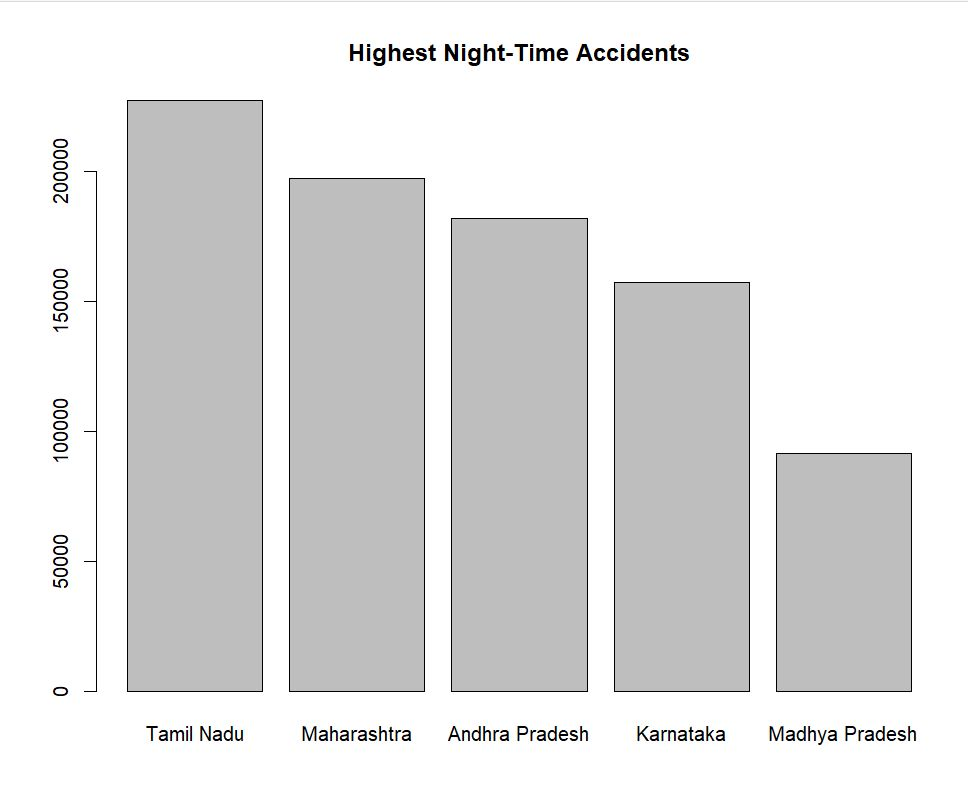 Highest Night-Time Accidents
200000
150000
100000
50000
0
Tamil Nadu Maharashtra Andhra Pradesh Karnataka Madhya Pradesh